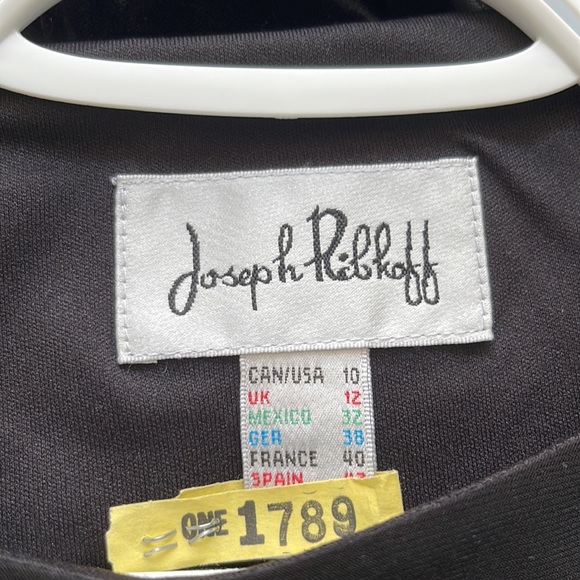 Joseph Ribkoff
CAN/USA 10
UK 12
MEXICO 32
GER 38
FRANCE 40
SPAIN
ONE 1789